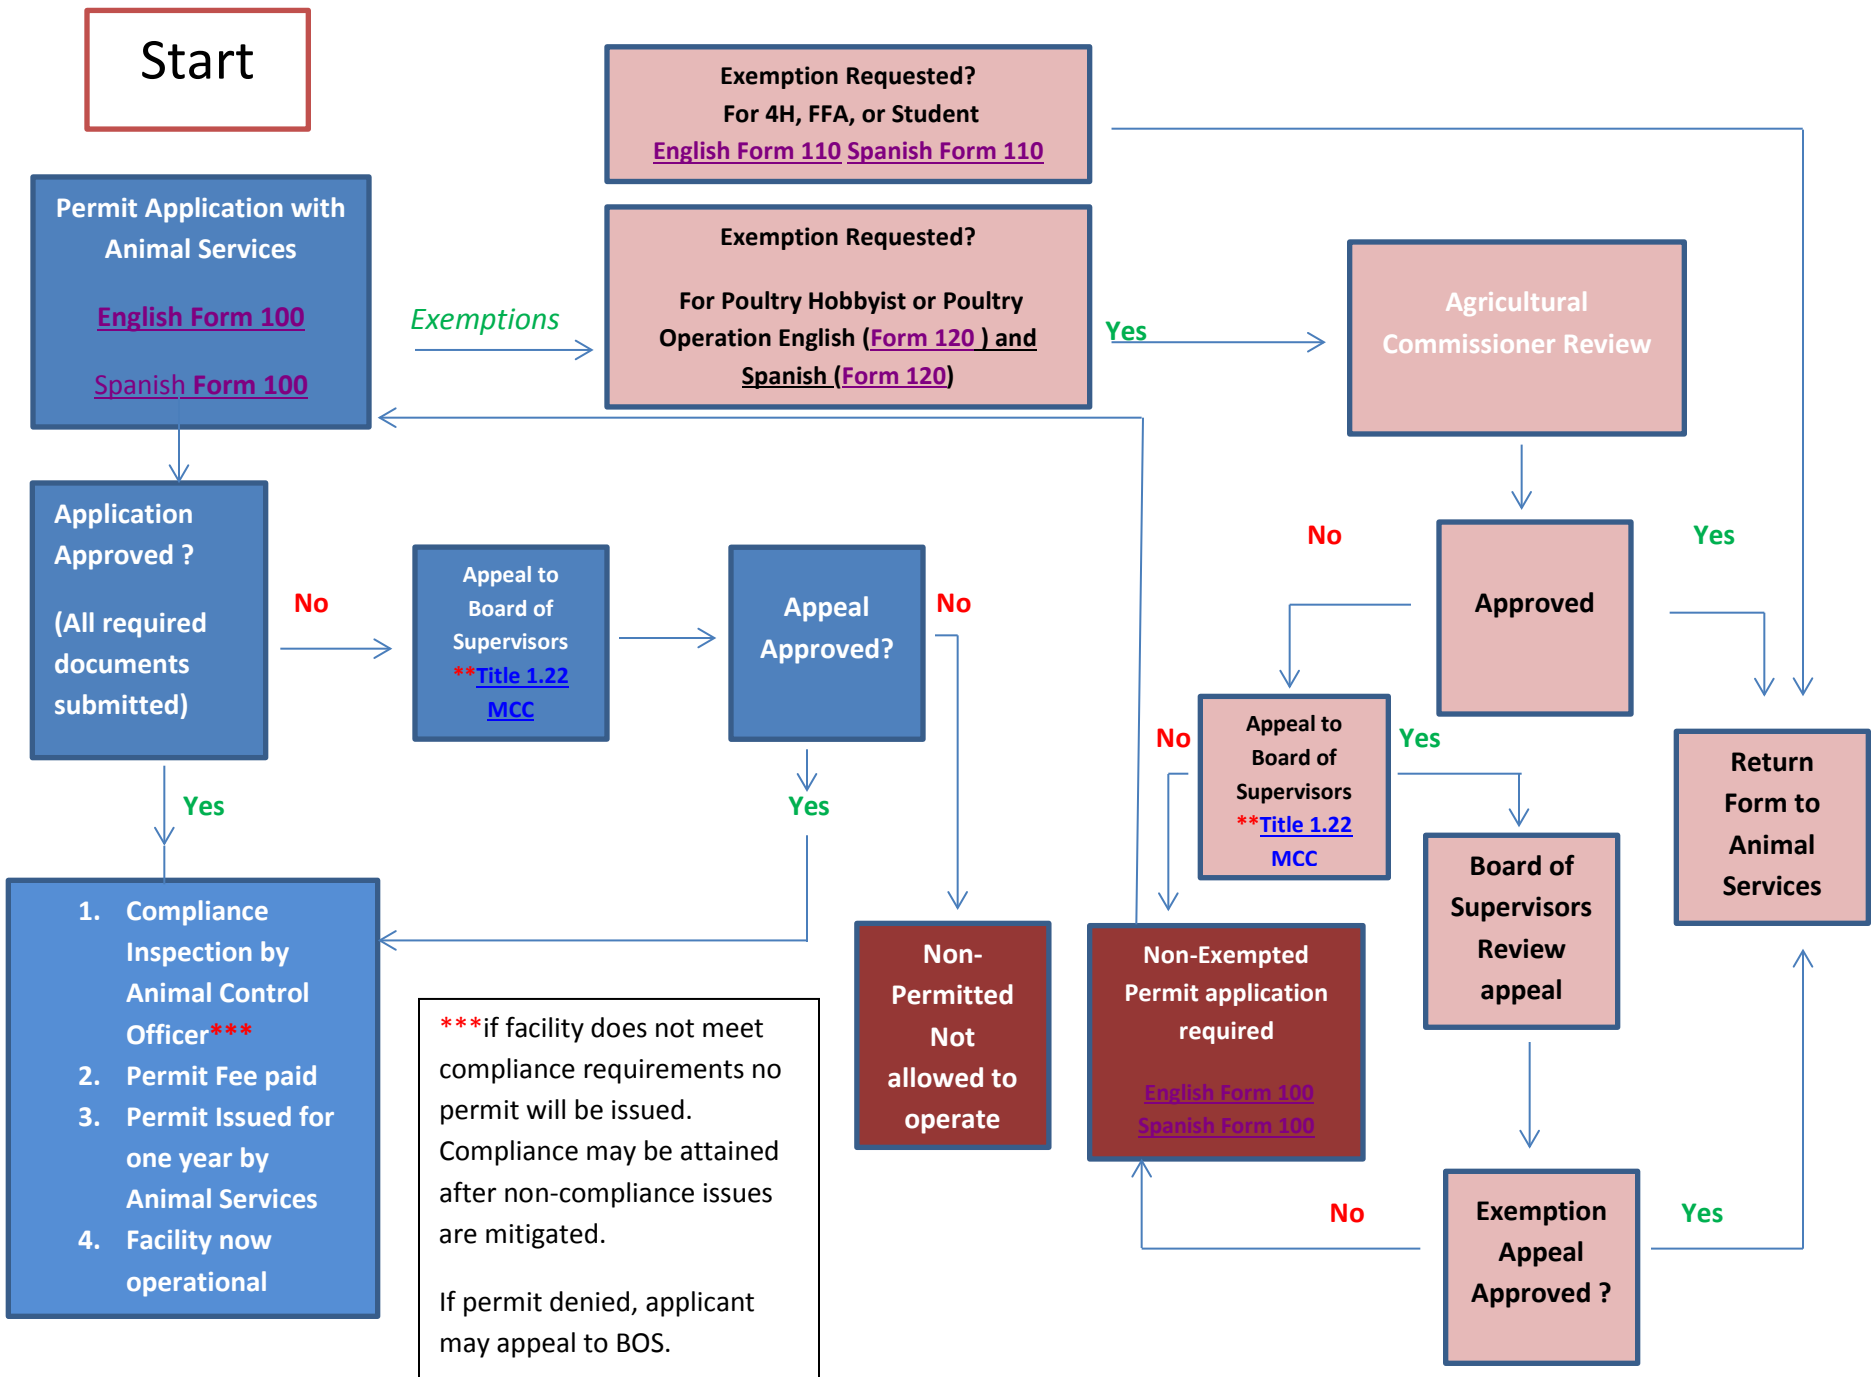 Start
Exemption Requested?
For 4H, FFA, or Student
English Form 110 Spanish Form 110
Permit Application with
Animal Services
English Form 100
Spanish Form 100
Exemptions
Exemption Requested?
For Poultry Hobbyist or Poultry
Operation English (Form 120 ) and
Spanish (Form 120)
Yes
Agricultural
Commissioner Review
Application
Approved ?
(All required
documents
submitted)
No
Appeal to
Board of
Supervisors
**Title 1.22
MCC
Appeal
Approved?
No
No
Approved
Yes
Yes
Yes
No
Appeal to
Board of
Supervisors
**Title 1.22
MCC
Yes
Return
Form to
Animal
Services
Board of
Supervisors
Review
appeal
1. Compliance
Inspection by
Animal Control
Officer***
2. Permit Fee paid
3. Permit Issued for
one year by
Animal Services
4. Facility now
operational
***if facility does not meet
compliance requirements no
permit will be issued.
Compliance may be attained
after non-compliance issues
are mitigated.
If permit denied, applicant
may appeal to BOS.
Non-
Permitted
Not
allowed to
operate
Non-Exempted
Permit application
required
English Form 100
Spanish Form 100
No
Exemption
Appeal
Approved ?
Yes